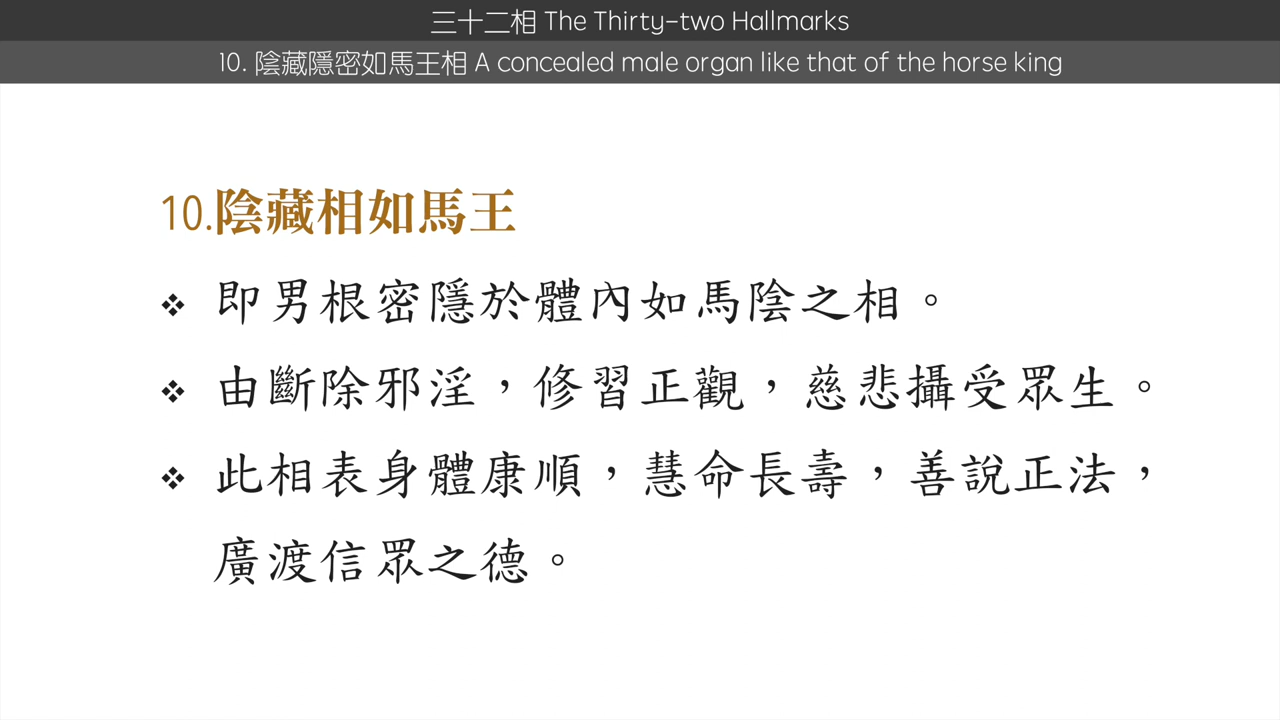 三十二相 The Thirty-two Hallmarks
10. 陰藏隱密如馬王相 A concealed male organ like that of the horse king
10.陰藏相如馬王
❖ 即男根密隱於體內如馬陰之相。
❖ 由斷除邪淫，修習正觀，慈悲攝受眾生。
❖ 此相表身體康順，慧命長壽，善說正法，
廣渡信眾之德。